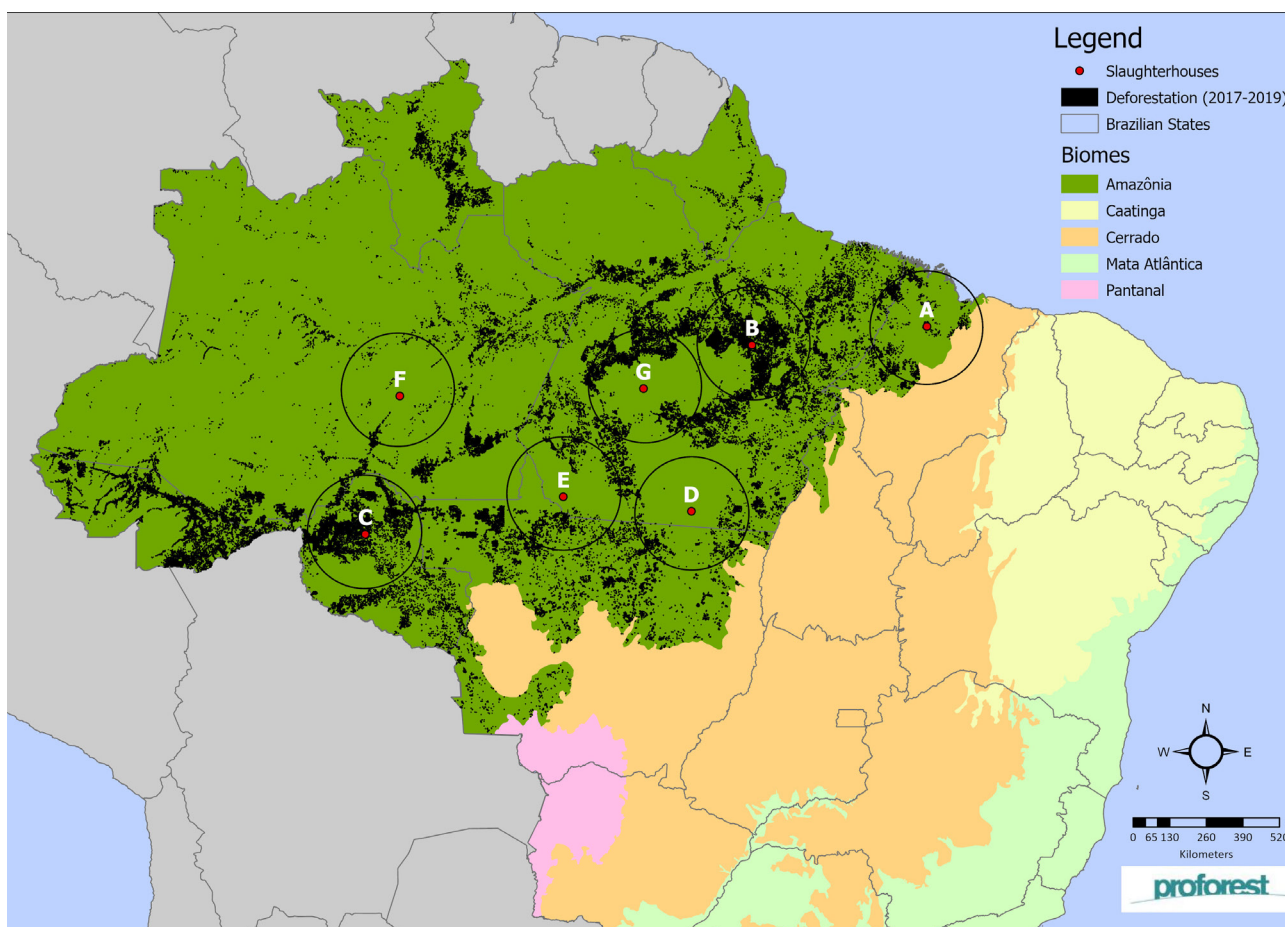 Legend
Slaughterhouses
Deforestation (2017-2019)
Brazilian States
Biomes
Amazônia
Caatinga
Cerrado
Mata Atlântica
Pantanal
A
B
G
F
E
D
C
N
W E
S
0 65 130 260 390 520
Kilometers
proforest